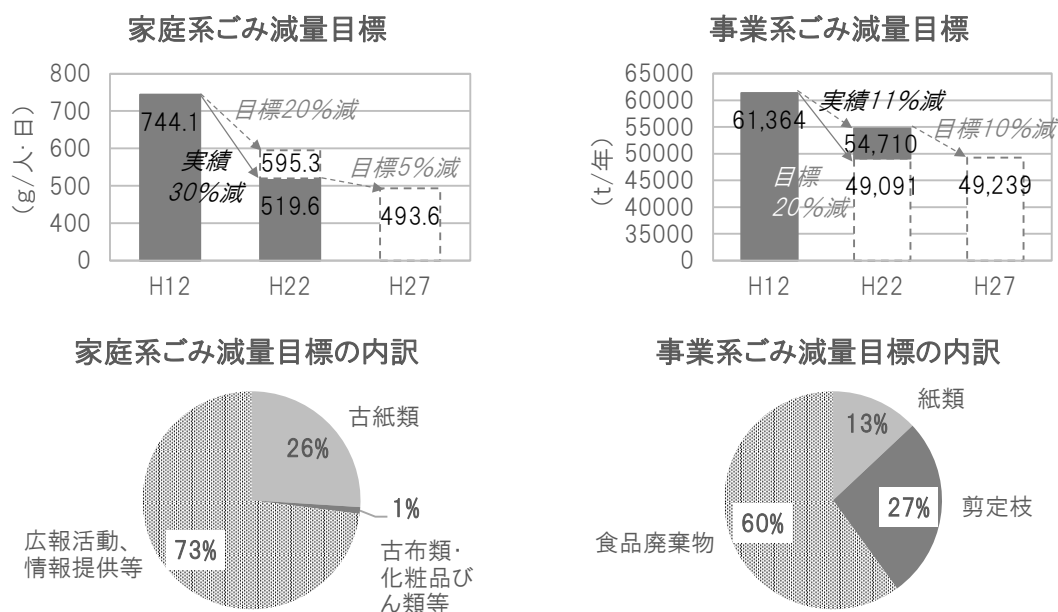 家庭系ごみ減量目標
(g/人・日)
800
700
600
500
400
0
744.1
目標20%減
実績
30%減
595.3
519.6
目標5%減
493.6
H12
H22
H27
事業系ごみ減量目標
(t/年)
65000
60000
55000
50000
45000
40000
35000
0
61,364
実績11%減
54,710
目標10%減
目標
20%減
49,091
49,239
H12
H22
H27
家庭系ごみ減量目標の内訳
古紙類
26%
1%
古布類・
化粧品び
ん類等
広報活動、
情報提供等
73%
事業系ごみ減量目標の内訳
紙類
13%
27%
剪定枝
食品廃棄物
60%